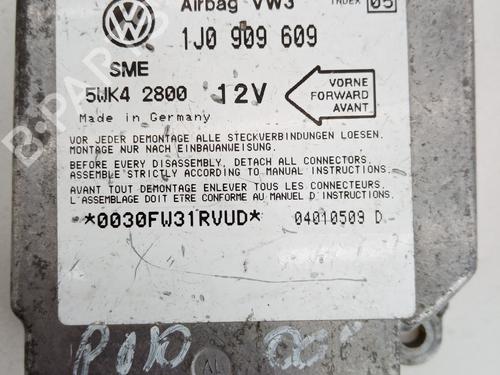 Airbag VW3 INDEX 05
1J0 909 609
SME
5WK4 2800 12V
VORNE
FORWARD
AVANT
Made in Germany
VOR JEDER DEMONTAGE ALLE STECKVERBINDUNGEN LOESEN.
MONTAGE NUR NACH EINBAUANWEISUNG.
BEFORE EVERY DISASSEMBLY, DETACH ALL CONNECTORS.
ASSEMBLE STRICTLY ACCORDING TO MANUAL INSTRUCTIONS.
AVANT TOUT DEMONTAGE ENLEVER TOUS LES CONNECTEURS.
L'ASSEMBLAGE DOIT ETRE CONFORME AU MANUEL D'INSTRUCTIONS.
*0030FW31RVUD* 04010509 D
B-PARTS